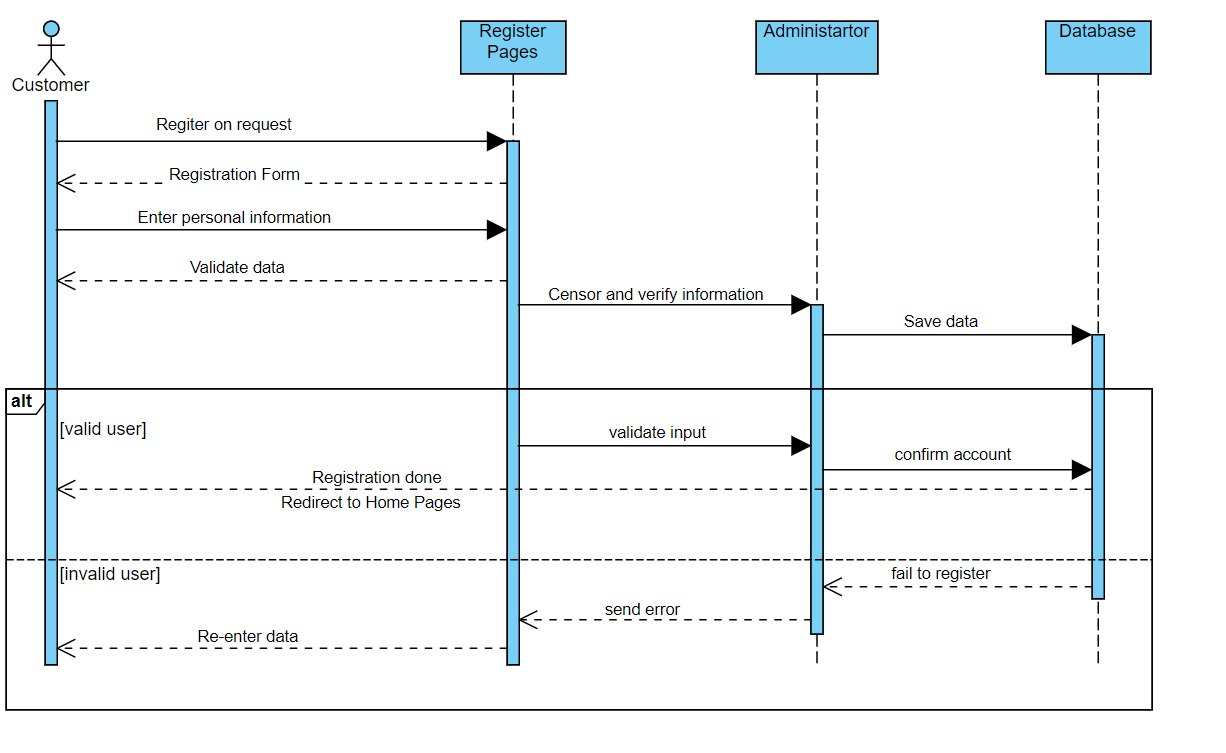 Customer
Register
Pages
Administartor
Database
Regiter on request
Registration Form
Enter personal information
Validate data
Censor and verify information
Save data
alt
[valid user]
validate input
confirm account
Registration done
Redirect to Home Pages
[invalid user]
fail to register
send error
Re-enter data